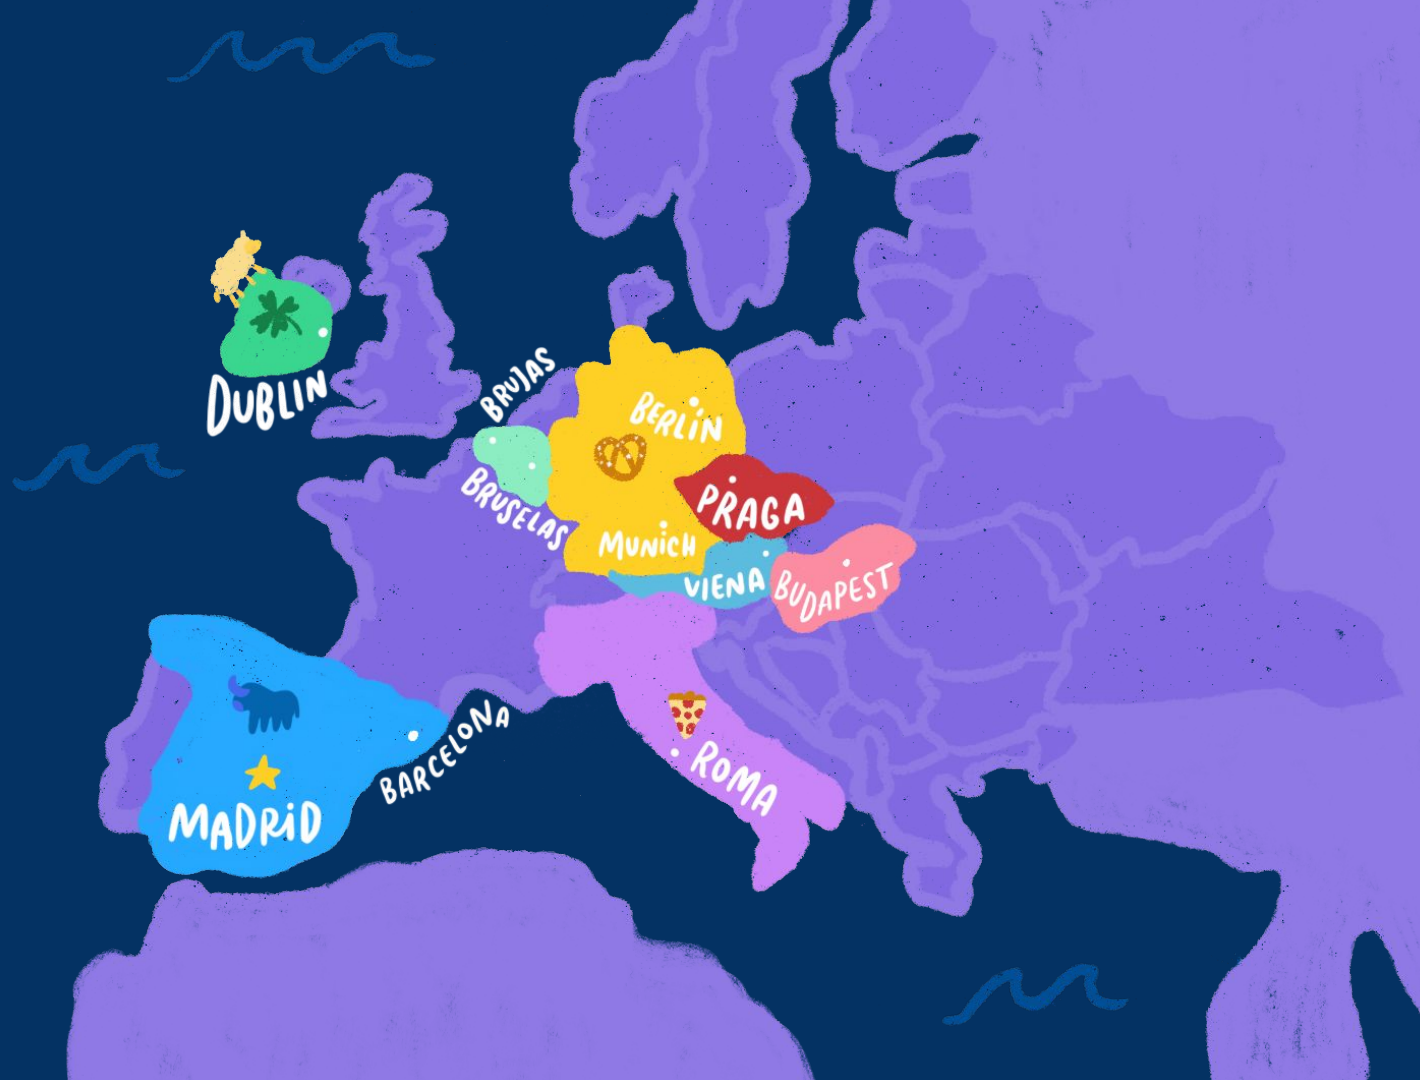 DUBLIN
BRUJAS
BRUSELAS
BERLIN
MUNICH
PRAGA
VIENA
BUDAPEST
BARCELONA
MADRID
ROMA